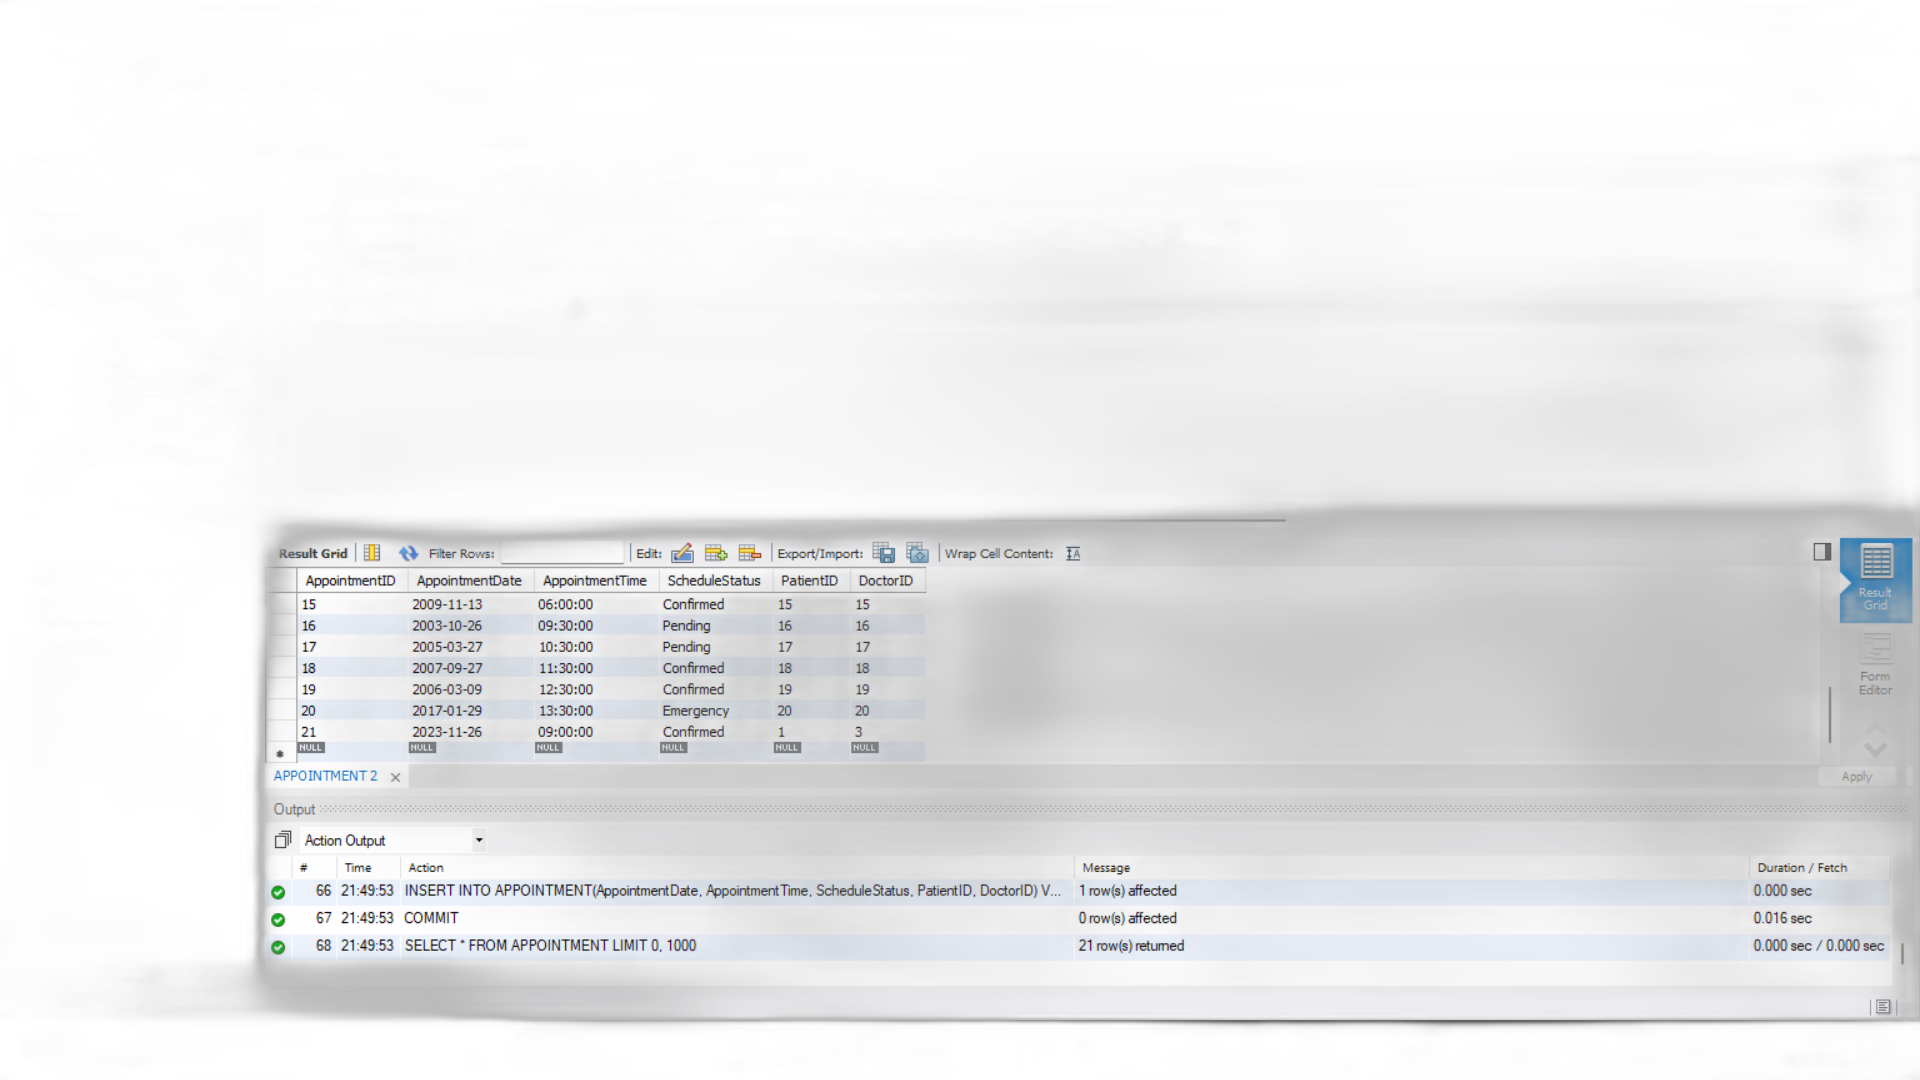 Result Grid Filter Rows: Edit: Export/Import: Wrap Cell Content:
AppointmentID AppointmentDate AppointmentTime ScheduleStatus PatientID DoctorID
15 2009-11-13 06:00:00 Confirmed 15 15
16 2003-10-26 09:30:00 Pending 16 16
17 2005-03-27 10:30:00 Pending 17 17
18 2007-09-27 11:30:00 Confirmed 18 18
19 2006-03-09 12:30:00 Confirmed 19 19
20 2017-01-29 13:30:00 Emergency 20 20
21 2023-11-26 09:00:00 Confirmed 1 3
NULL NULL NULL NULL NULL NULL
Result
Grid
Form
Editor
APPOINTMENT 2
Apply
Output
Action Output
# Time Action Message Duration / Fetch
66 21:49:53 INSERT INTO APPOINTMENT(AppointmentDate, AppointmentTime, ScheduleStatus, PatientID, DoctorID) V... 1 row(s) affected 0.000 sec
67 21:49:53 COMMIT 0 row(s) affected 0.016 sec
68 21:49:53 SELECT * FROM APPOINTMENT LIMIT 0, 1000 21 row(s) returned 0.000 sec / 0.000 sec